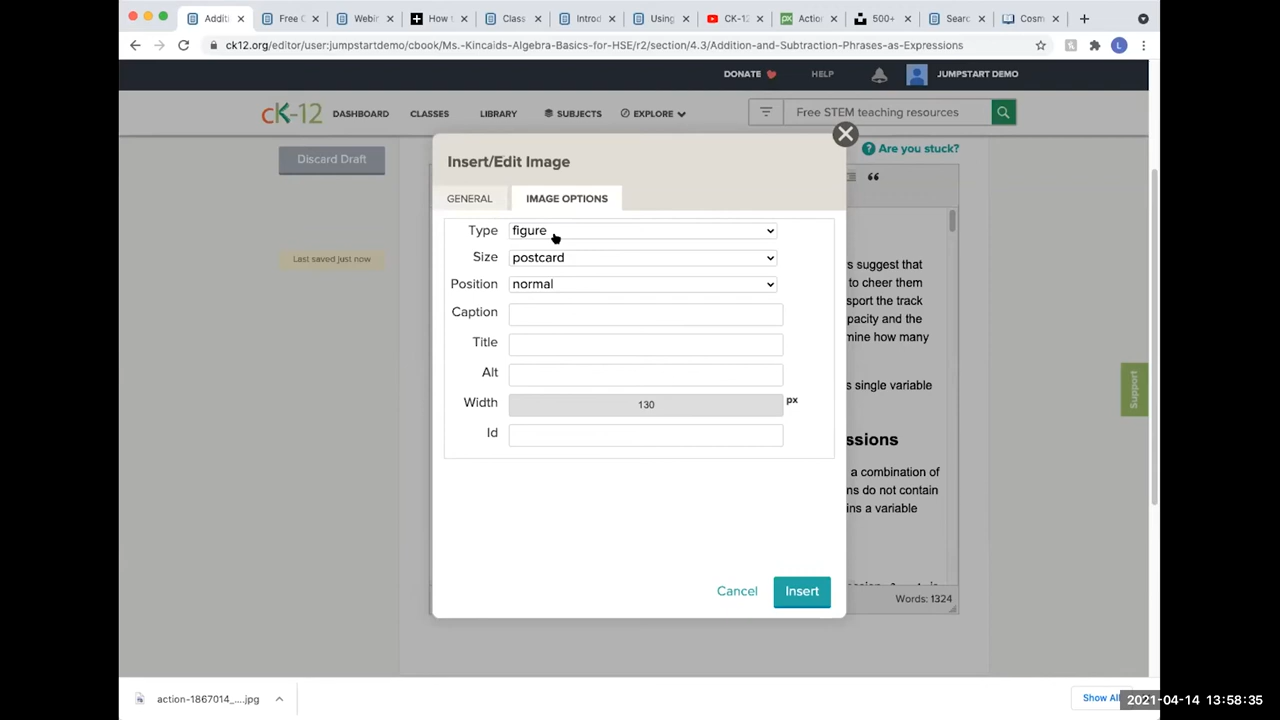 Additi
Free C
Webin
How t
Class
Introd
Using
CK-12
Action
500+
Searc
Cosm
ck12.org/editor/user:jumpstartdemo/cbook/Ms.-Kincaids-Algebra-Basics-for-HSE/r2/section/4.3/Addition-and-Subtraction-Phrases-as-Expressions
L
DONATE HELP JUMPSTART DEMO
cK-12 DASHBOARD CLASSES LIBRARY SUBJECTS EXPLORE Free STEM teaching resources
Discard Draft
Are you stuck?
Insert/Edit Image
GENERAL IMAGE OPTIONS
Type figure
Size postcard
Position normal
Caption
Title
Alt
Width 130 px
Id
Cancel Insert
Last saved just now
s suggest that
to cheer them
sport the track
pacity and the
mine how many
s single variable
ssions
a combination of
ns do not contain
ins a variable
Words: 1324
Support
action-1867014_....jpg
Show All
2021-04-14 13:58:35